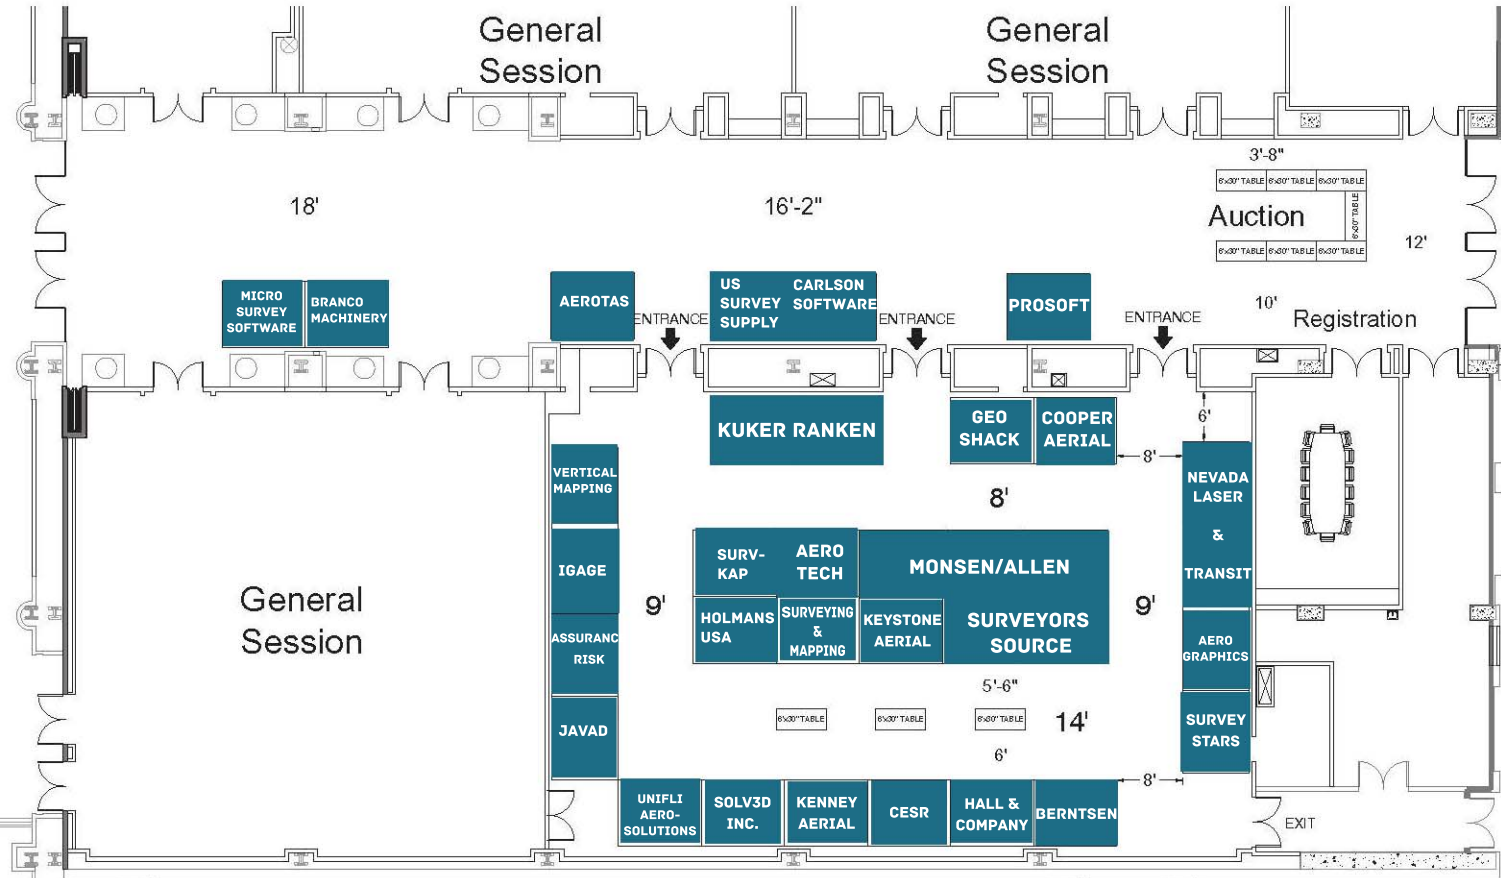 General
Session
General
Session
3'-8"
6'x30" TABLE 6'x30" TABLE 6'x30" TABLE
18'
16'-2"
Auction
6'x30" TABLE
12'
6'x30" TABLE 6'x30" TABLE 6'x30" TABLE
MICRO
SURVEY
SOFTWARE
BRANCO
MACHINERY
AEROTAS
US
SURVEY
SUPPLY
CARLSON
SOFTWARE
PROSOFT
10'
Registration
ENTRANCE
ENTRANCE
ENTRANCE
KUKER RANKEN
GEO
SHACK
COOPER
AERIAL
6'
8'
VERTICAL
MAPPING
NEVADA
LASER
&
TRANSIT
8'
IGAGE
SURV-
KAP
AERO
TECH
MONSEN/ALLEN
General
Session
9'
9'
HOLMANS
USA
SURVEYING
&
MAPPING
KEYSTONE
AERIAL
SURVEYORS
SOURCE
ASSURANC
RISK
AERO
GRAPHICS
5'-6"
JAVAD
6'x30" TABLE
6'x30" TABLE
6'x30" TABLE
14'
SURVEY
STARS
6'
8'
UNIFLI
AERO-
SOLUTIONS
SOLV3D
INC.
KENNEY
AERIAL
CESR
HALL &
COMPANY
BERNTSEN
EXIT